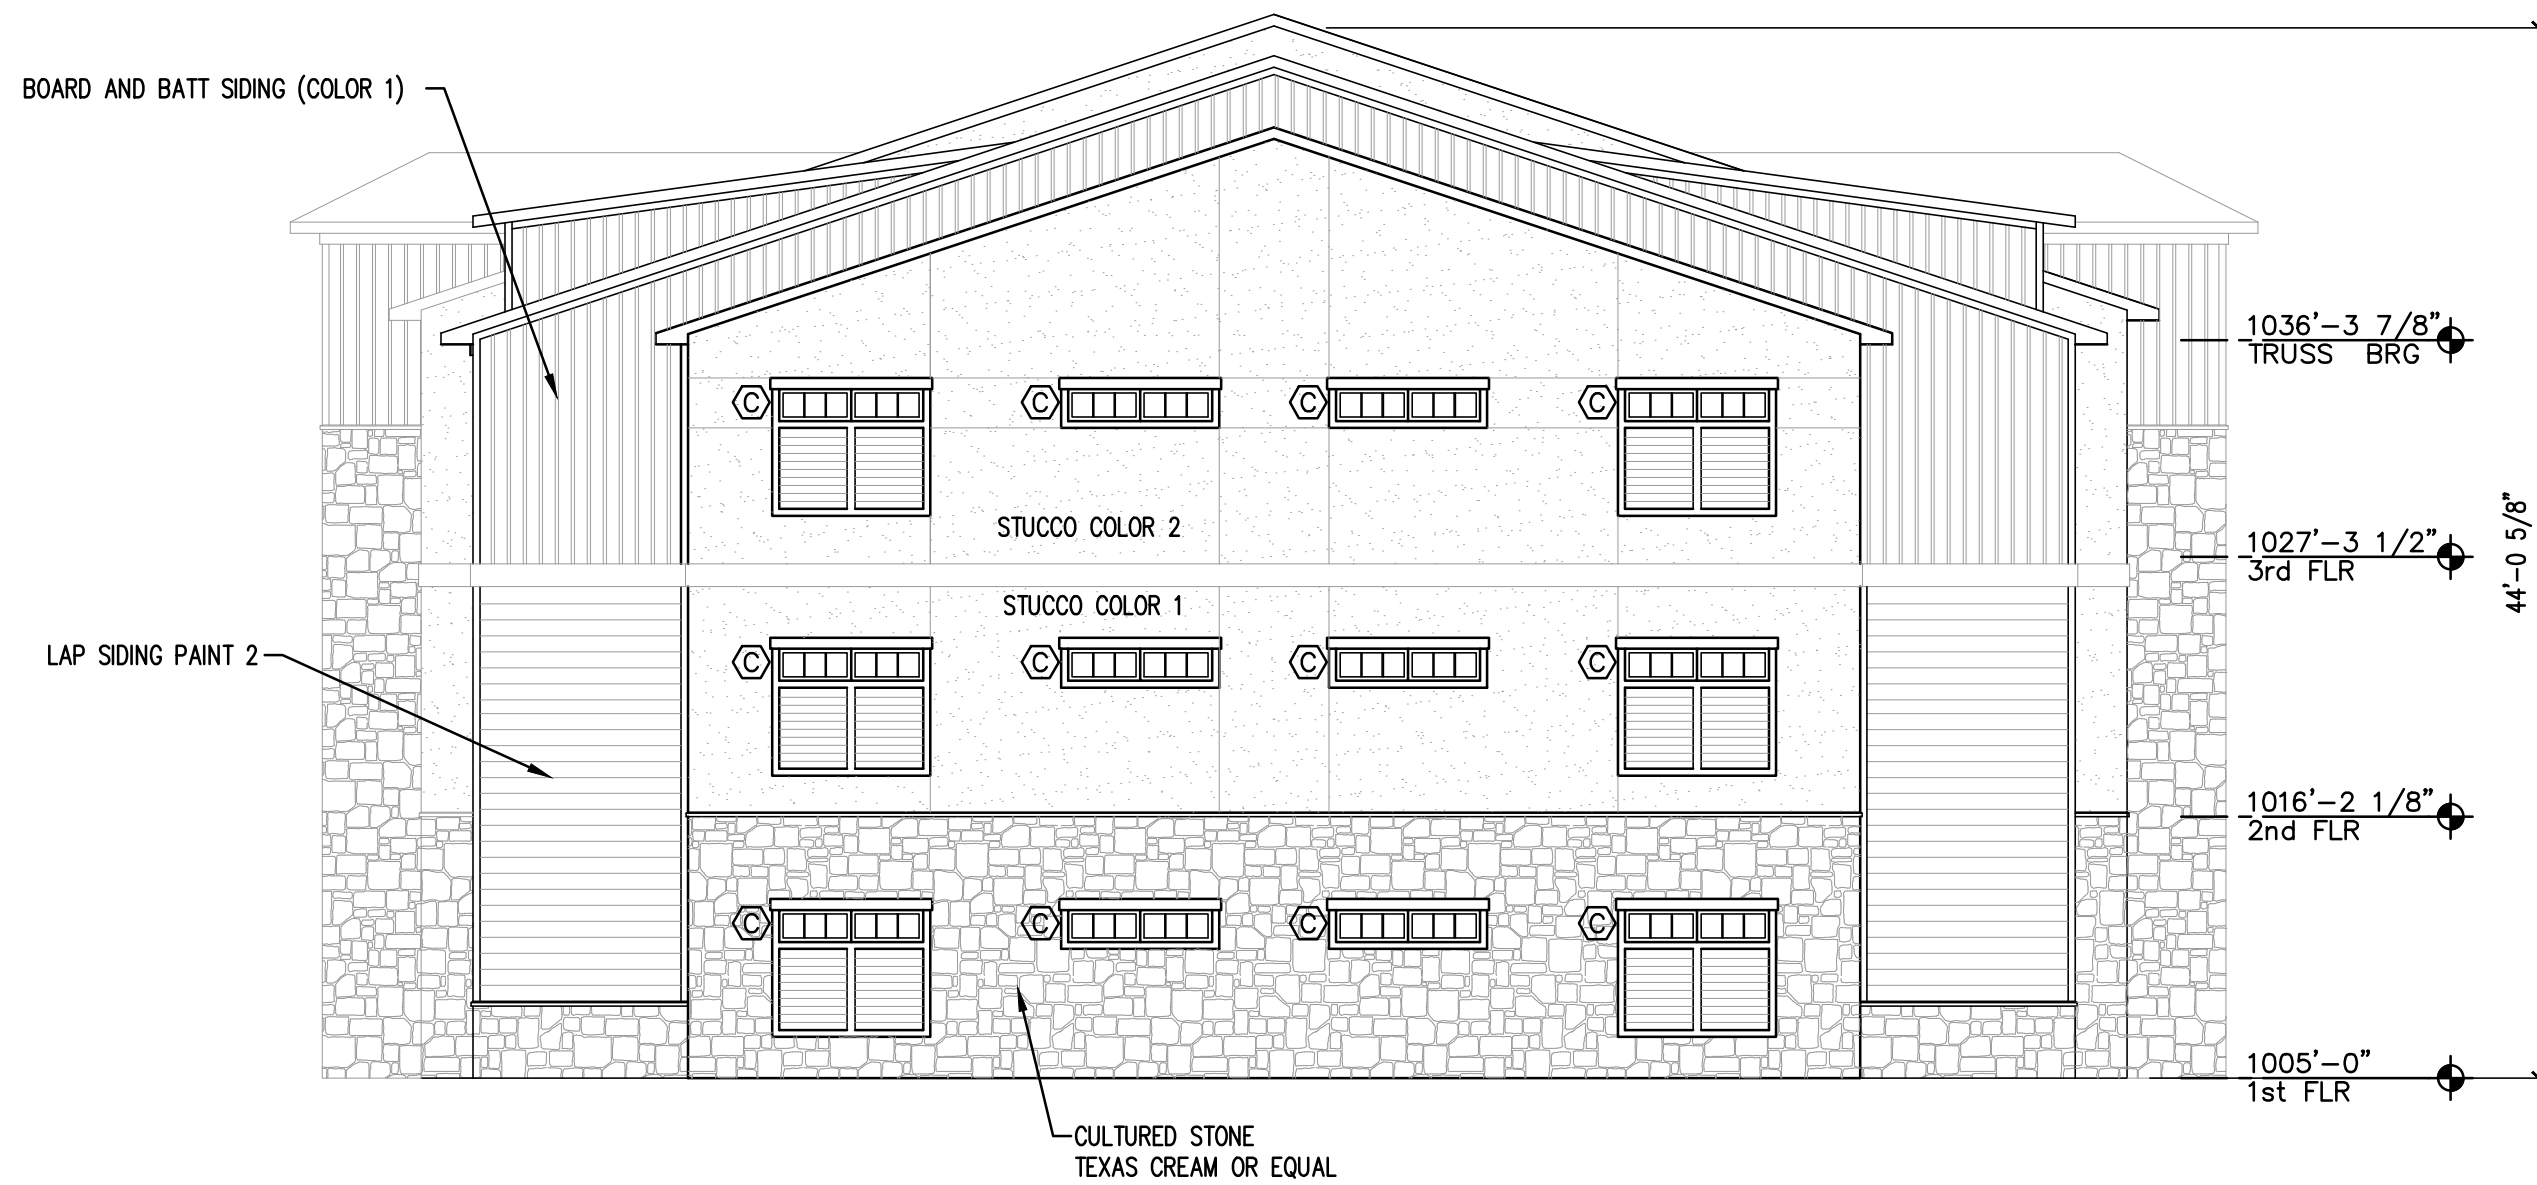 BOARD AND BATT SIDING (COLOR 1)
1036'-3 7/8"
TRUSS BRG
C C C C
STUCCO COLOR 2
1027'-3 1/2"
3rd FLR
44'-0 5/8"
STUCCO COLOR 1
LAP SIDING PAINT 2
C C C C
1016'-2 1/8"
2nd FLR
C C C C
1005'-0"
1st FLR
CULTURED STONE
TEXAS CREAM OR EQUAL